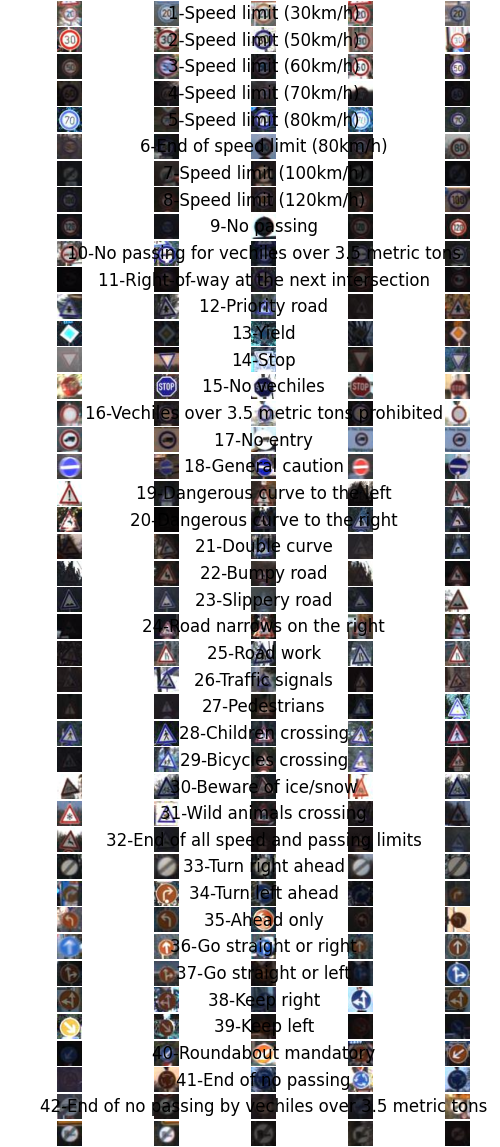 1-Speed limit (30km/h)
2-Speed limit (50km/h)
3-Speed limit (60km/h)
4-Speed limit (70km/h)
5-Speed limit (80km/h)
6-End of speed limit (80km/h)
7-Speed limit (100km/h)
8-Speed limit (120km/h)
9-No passing
10-No passing for vechiles over 3.5 metric tons
11-Right-of-way at the next intersection
12-Priority road
13-Yield
14-Stop
15-No vechiles
STOP
STOP
16-Vechiles over 3.5 metric tons prohibited
17-No entry
18-General caution
19-Dangerous curve to the left
20-Dangerous curve to the right
21-Double curve
22-Bumpy road
23-Slippery road
24-Road narrows on the right
25-Road work
26-Traffic signals
27-Pedestrians
28-Children crossing
29-Bicycles crossing
30-Beware of ice/snow
31-Wild animals crossing
32-End of all speed and passing limits
33-Turn right ahead
34-Turn left ahead
35-Ahead only
36-Go straight or right
37-Go straight or left
38-Keep right
39-Keep left
40-Roundabout mandatory
41-End of no passing
42-End of no passing by vechiles over 3.5 metric tons